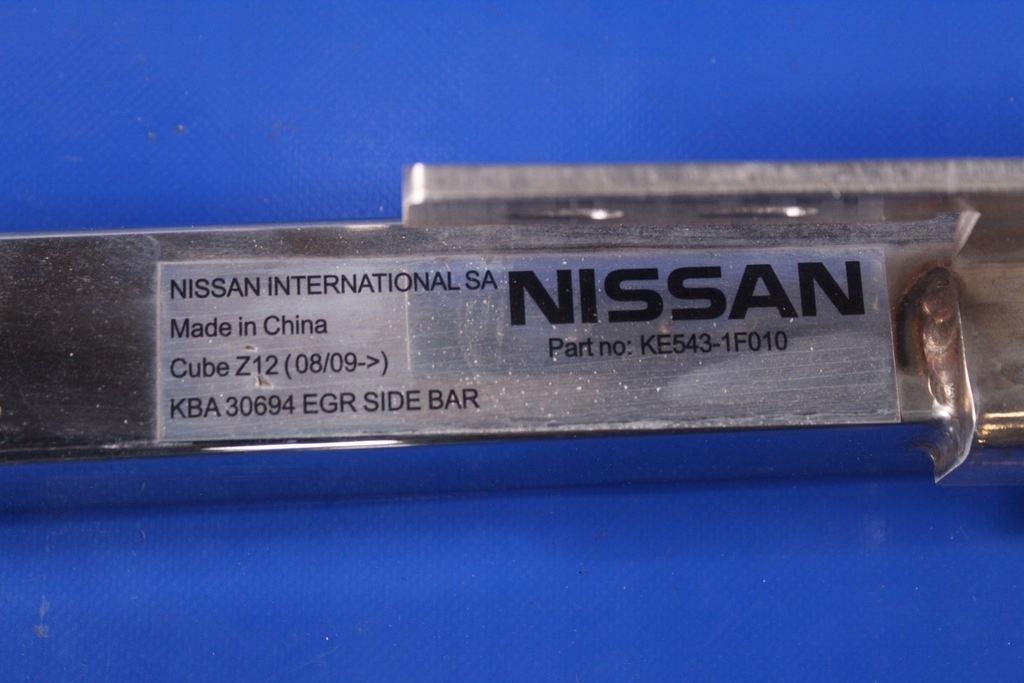 NISSAN INTERNATIONAL SA
Made in China
Cube Z12 (08/09->)
KBA 30694 EGR SIDE BAR
NISSAN
Part no: KE543-1F010